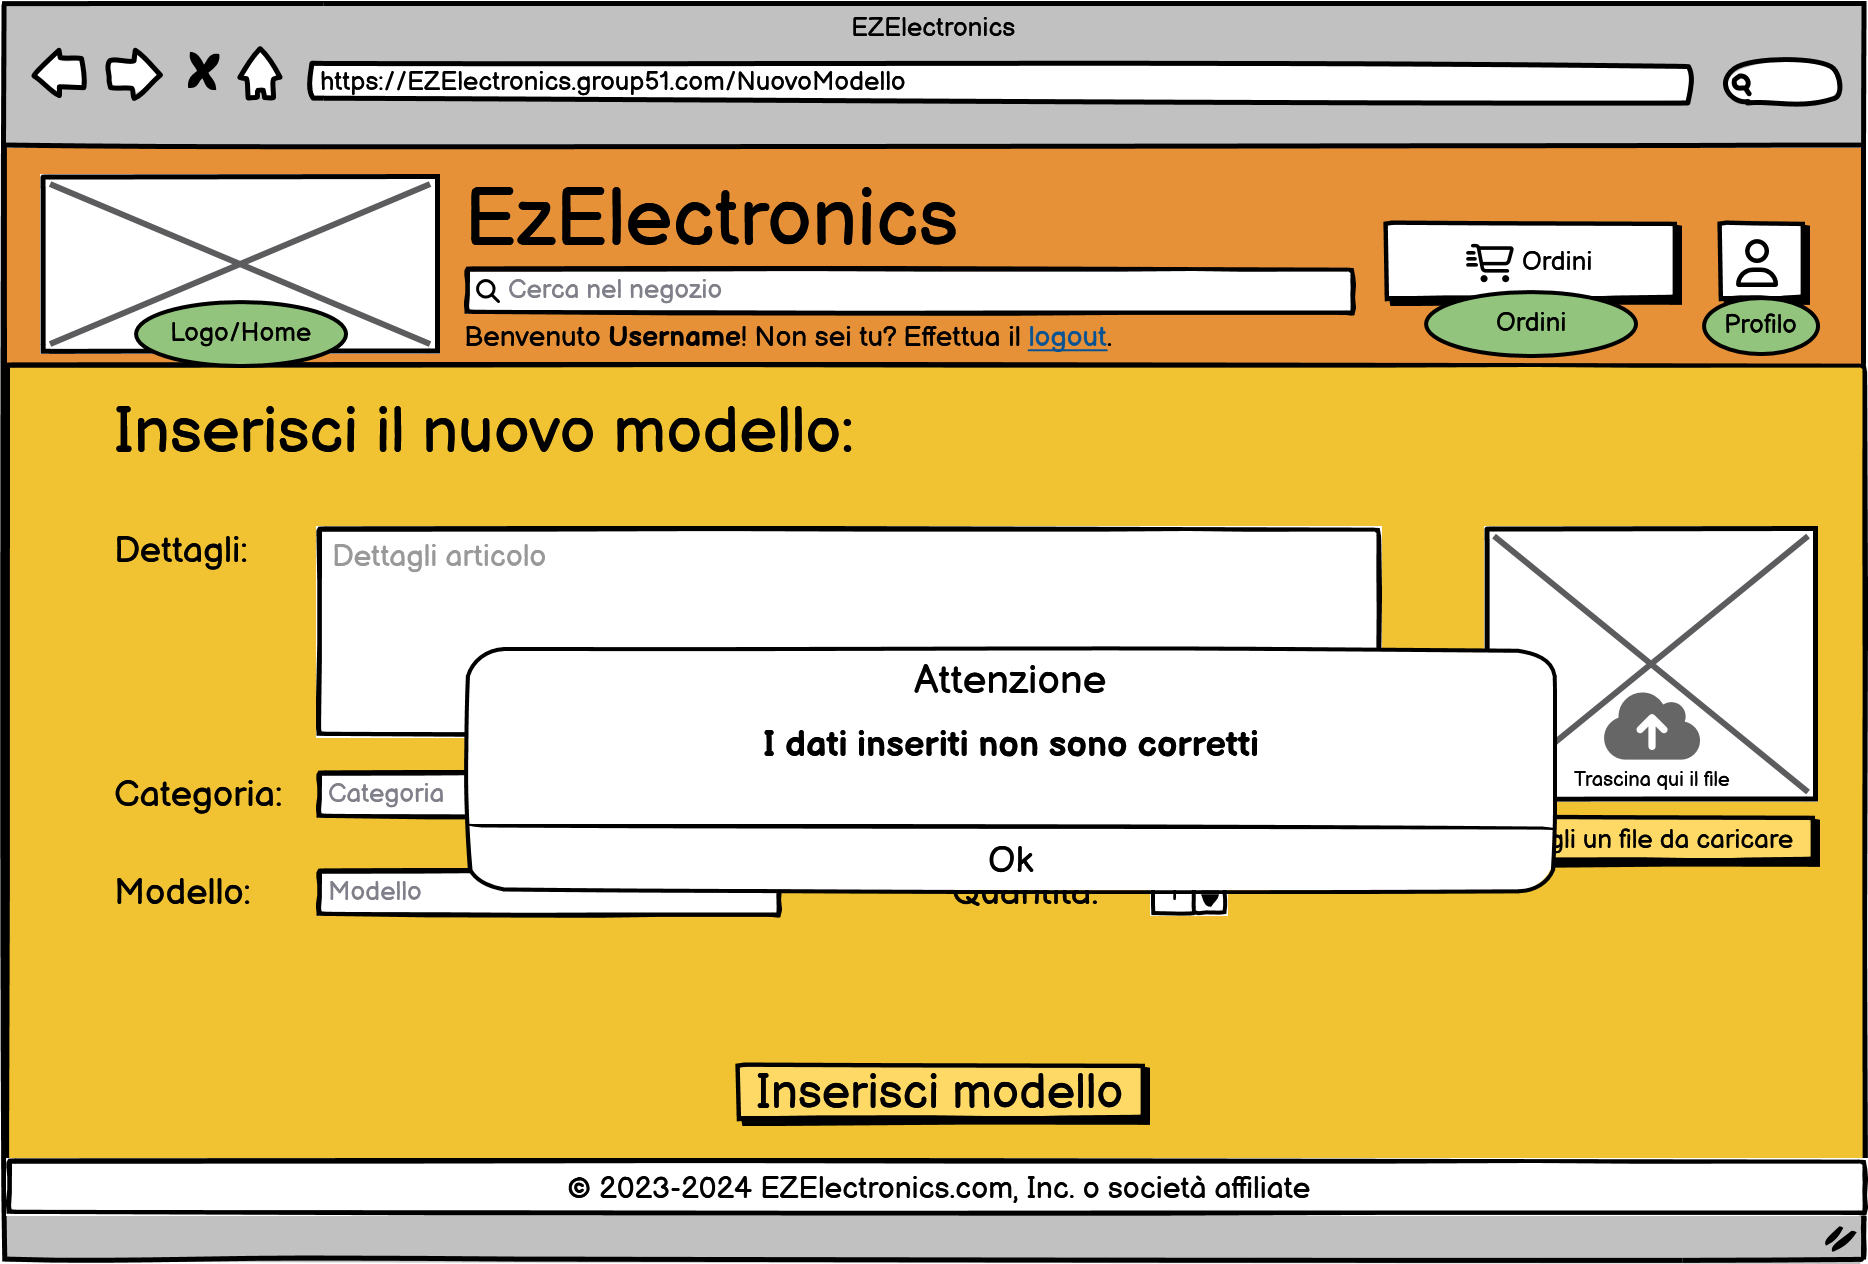 EZElectronics
https://EZElectronics.group51.com/NuovoModello
EzElectronics
Cerca nel negozio
Benvenuto Username! Non sei tu? Effettua il logout.
Logo/Home
Ordini
Ordini
Profilo
Inserisci il nuovo modello:
Dettagli:
Dettagli articolo
Attenzione
I dati inseriti non sono corretti
Ok
Trascina qui il file
un file da caricare
Categoria:
Categoria
Modello:
Modello
Inserisci modello
© 2023-2024 EZElectronics.com, Inc. o società affiliate